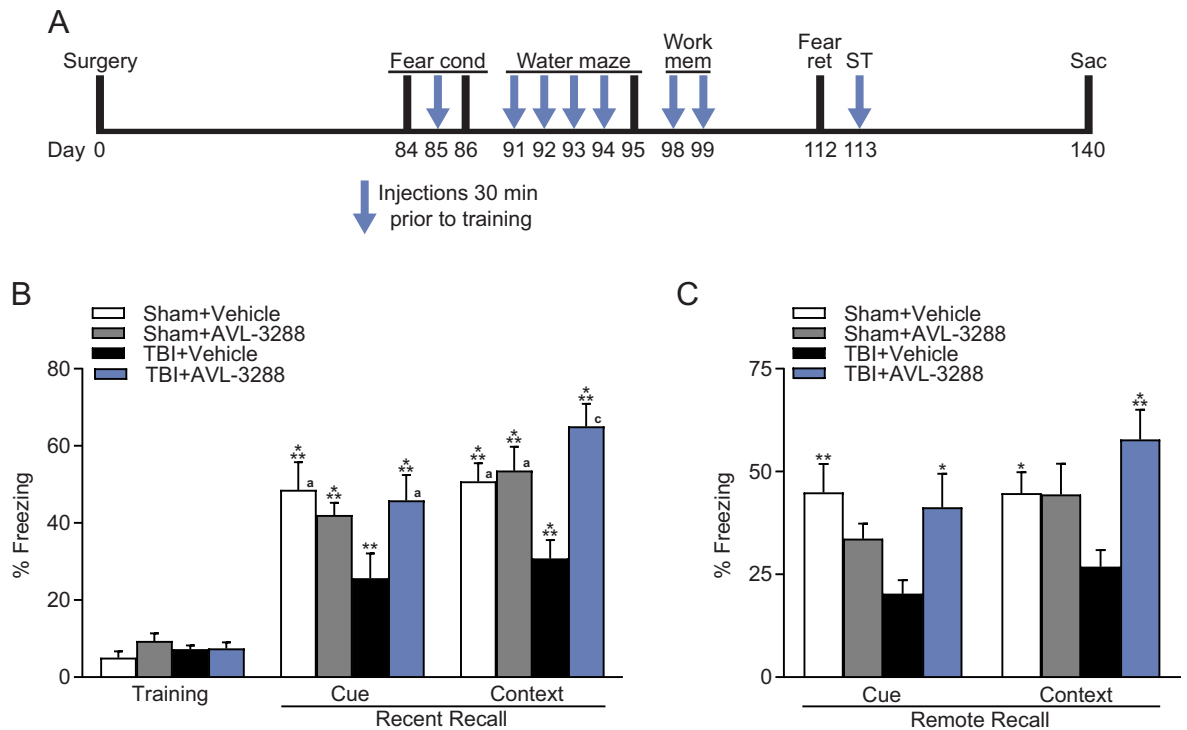 A
Surgery
Fear cond
Water maze
Work
mem
Fear
ret
ST
Sac
Day 0
84 85 86
91 92 93 94 95
98 99
112 113
140
Injections 30 min
prior to training
B
Sham+Vehicle
Sham+AVL-3288
TBI+Vehicle
TBI+AVL-3288
% Freezing
80
60
40
20
0
*
**
a
*
**
**
*
**
a
*
**
a
*
**
a
*
**
*
**
c
Training
Cue
Context
Recent Recall
C
Sham+Vehicle
Sham+AVL-3288
TBI+Vehicle
TBI+AVL-3288
% Freezing
75
50
25
0
**
*
*
*
**
Cue
Context
Remote Recall